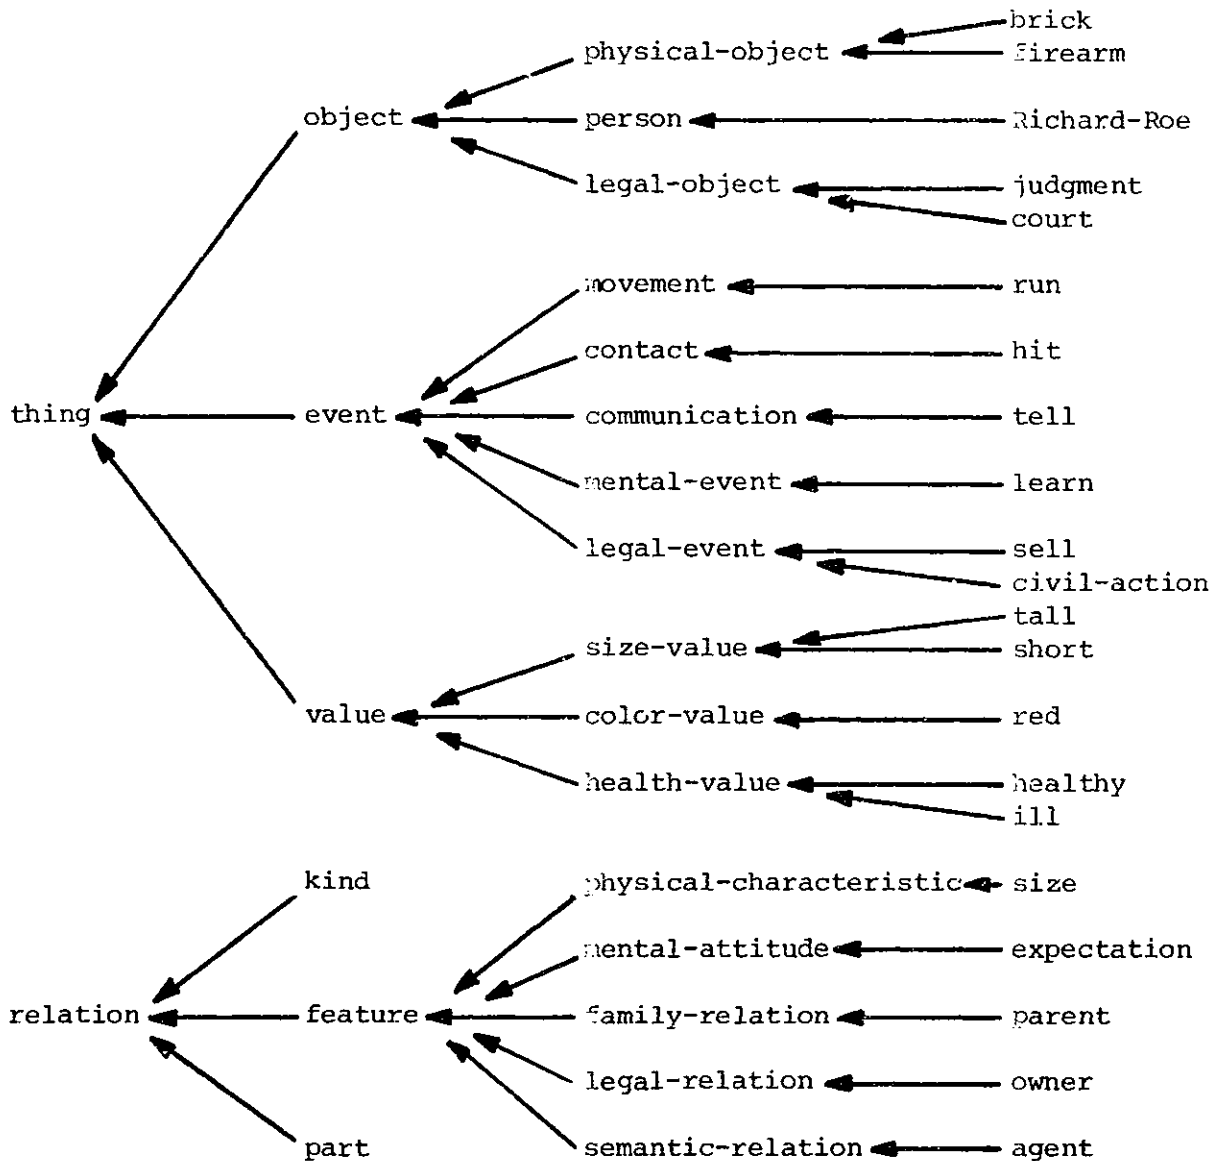 brick
physical-object firearm
object person Richard-Roe
legal-object judgment
court
movement run
contact hit
thing event communication tell
mental-event learn
legal-event sell
civil-action
tall
size-value short
value color-value red
health-value healthy
ill
kind physical-characteristic size
mental-attitude expectation
relation feature family-relation parent
legal-relation owner
part semantic-relation agent